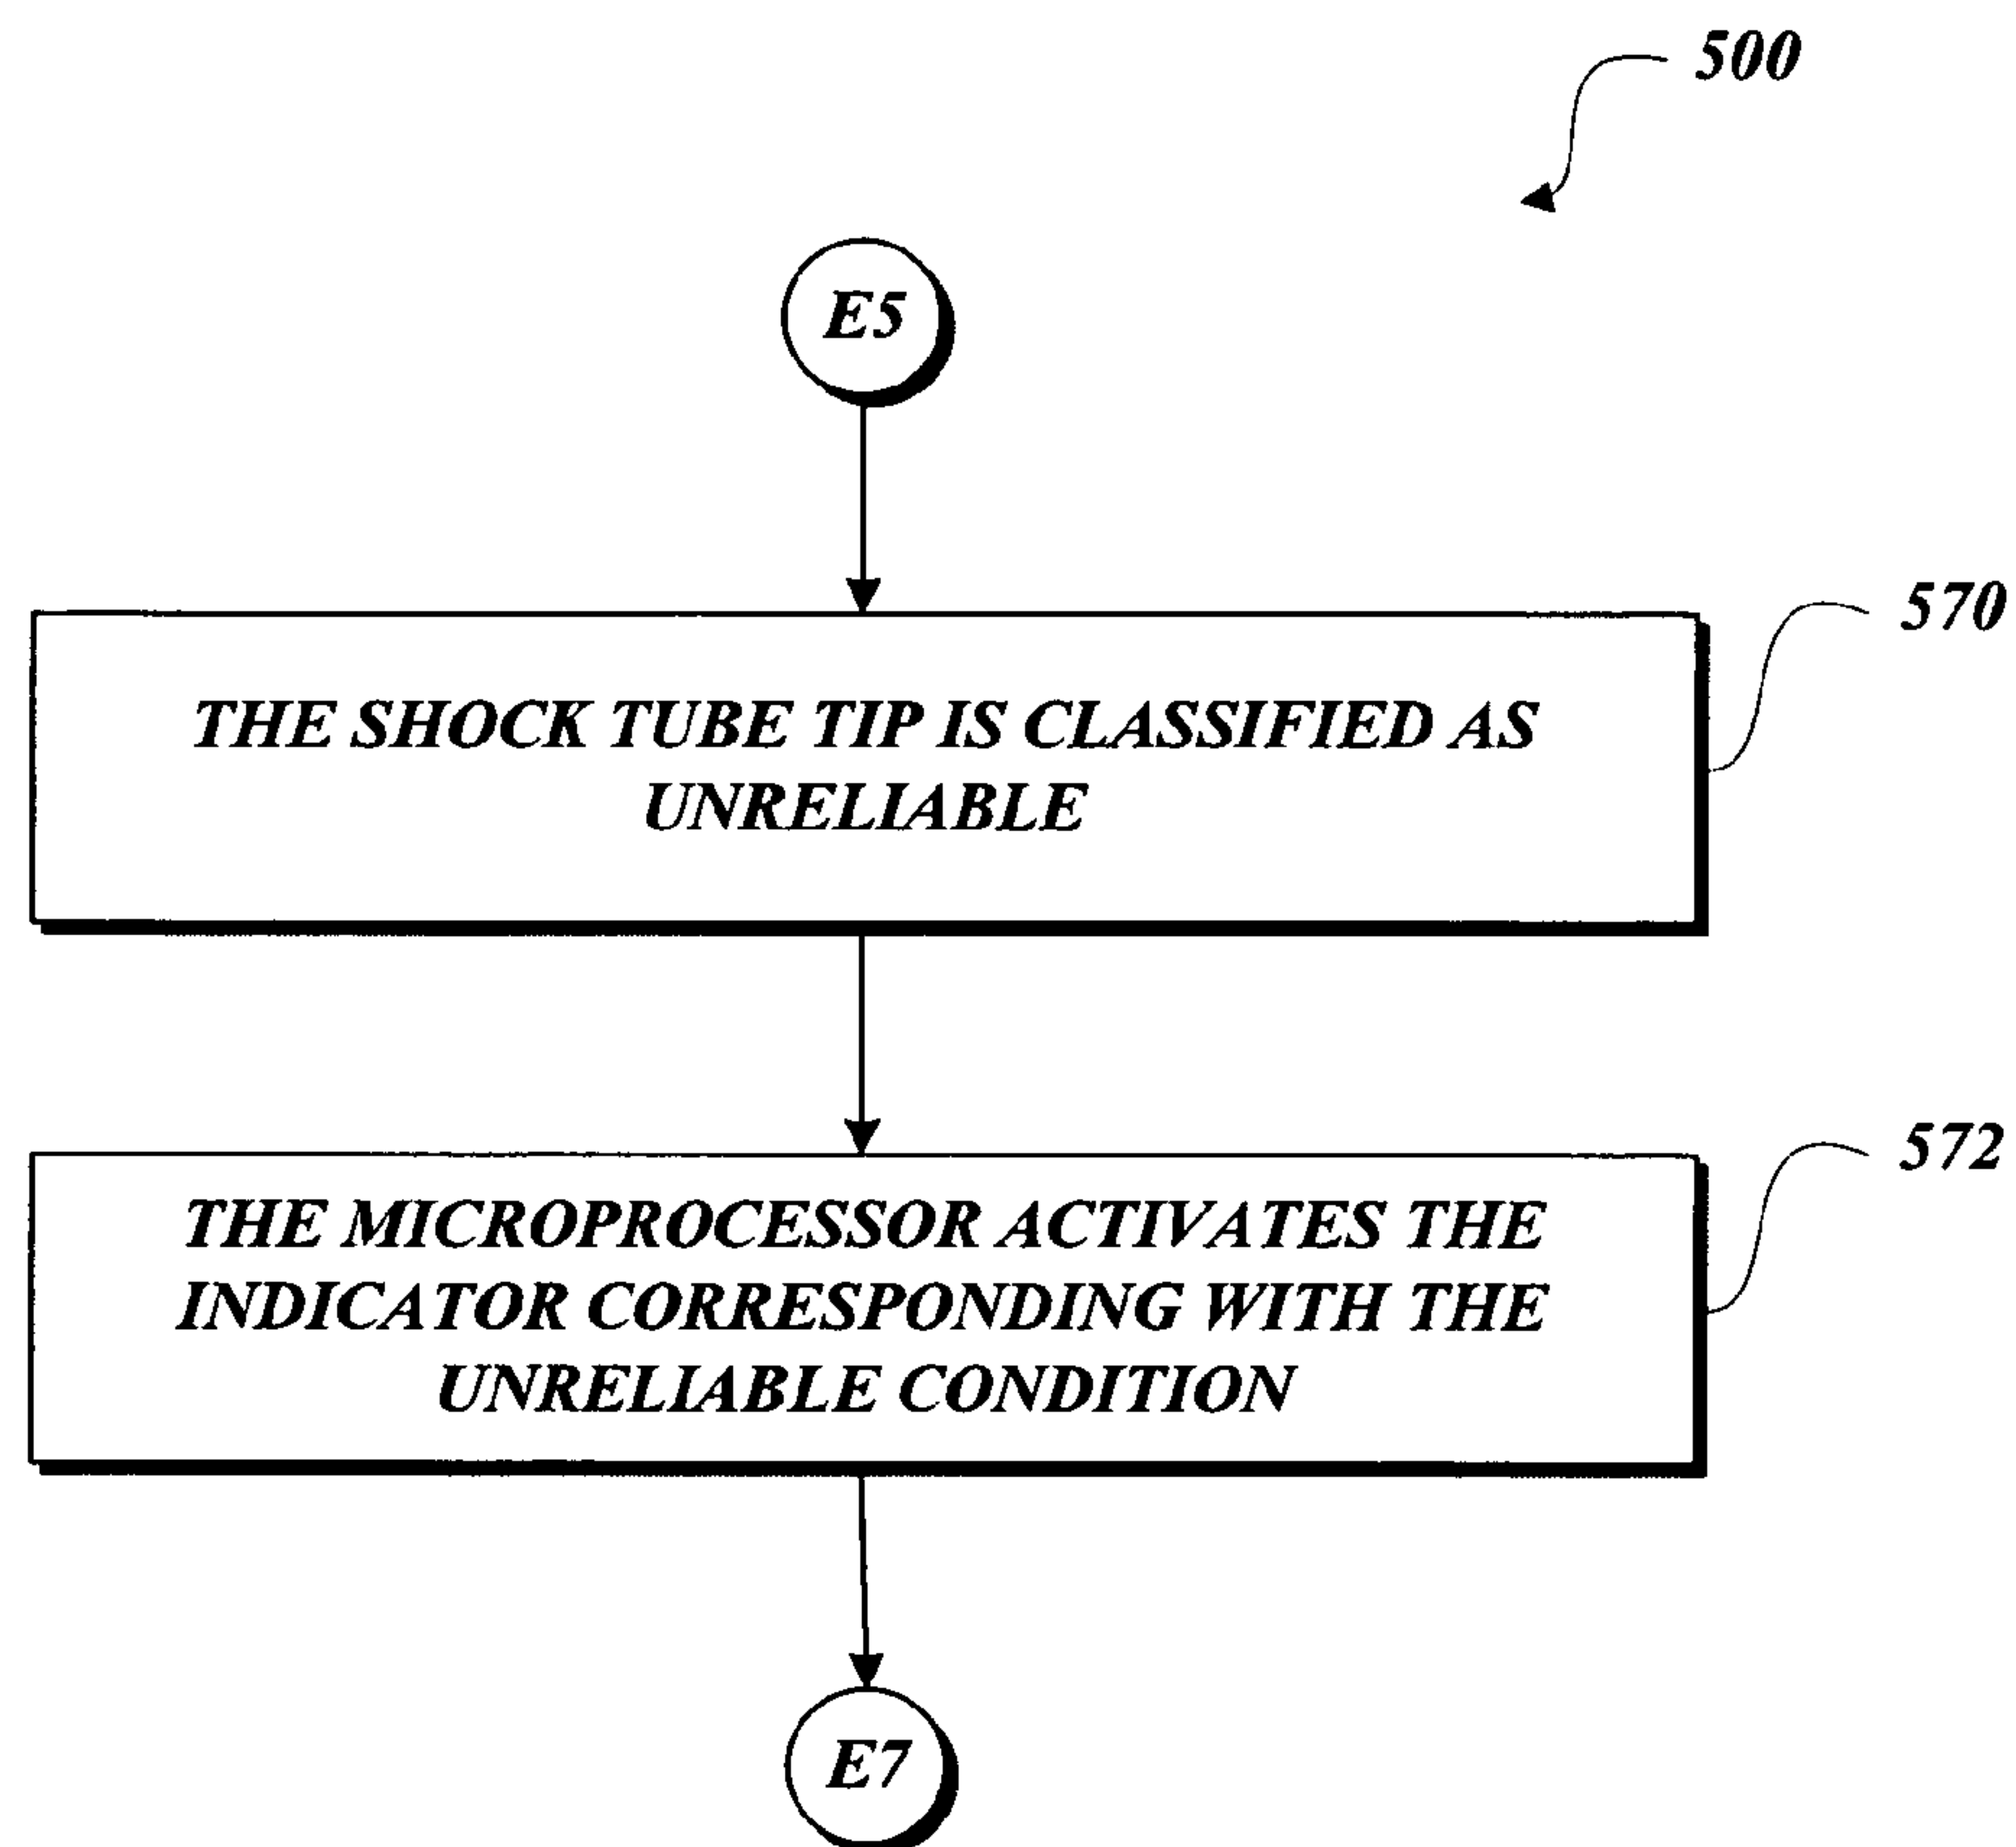 500
E5
570
THE SHOCK TUBE TIP IS CLASSIFIED AS
UNRELIABLE
572
THE MICROPROCESSOR ACTIVATES THE
INDICATOR CORRESPONDING WITH THE
UNRELIABLE CONDITION
E7